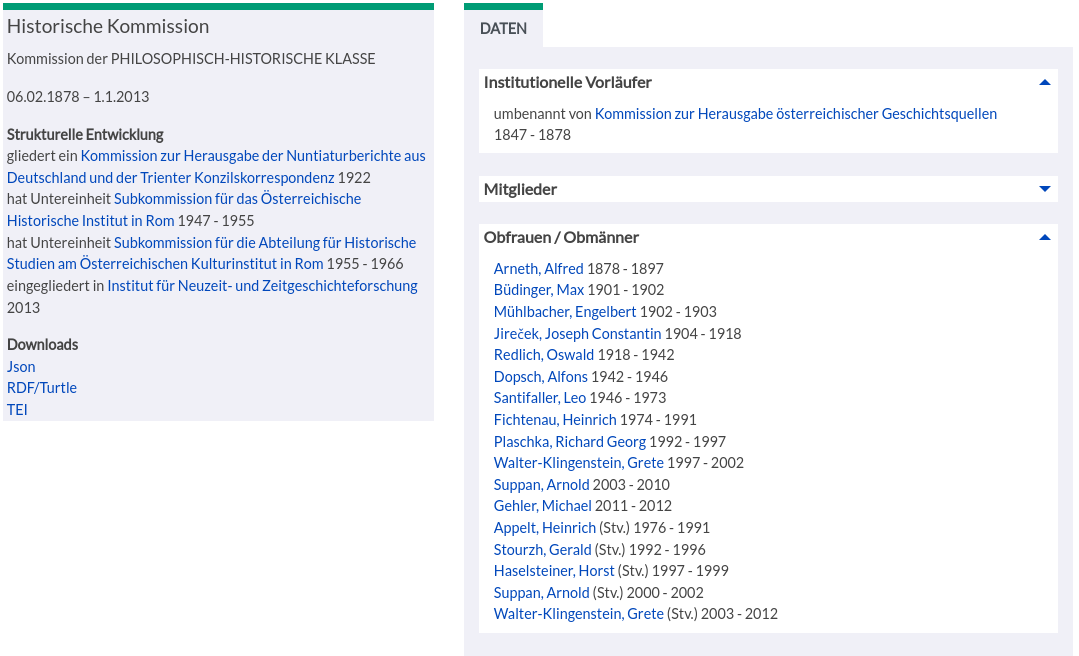 Historische Kommission
Kommission der PHILOSOPHISCH-HISTORISCHE KLASSE
06.02.1878 – 1.1.2013
Strukturelle Entwicklung
gliedert ein Kommission zur Herausgabe der Nuntiaturberichte aus
Deutschland und der Trienter Konzilskorrespondenz 1922
hat Untereinheit Subkommission für das Österreichische
Historische Institut in Rom 1947 - 1955
hat Untereinheit Subkommission für die Abteilung für Historische
Studien am Österreichischen Kulturinstitut in Rom 1955 - 1966
eingegliedert in Institut für Neuzeit- und Zeitgeschichteforschung
2013
Downloads
Json
RDF/Turtle
TEI
DATEN
Institutionelle Vorläufer
umbenannt von Kommission zur Herausgabe österreichischer Geschichtsquellen
1847 - 1878
Mitglieder
Obfrauen / Obmänner
Arneth, Alfred 1878 - 1897
Büdinger, Max 1901 - 1902
Mühlbacher, Engelbert 1902 - 1903
Jireček, Joseph Constantin 1904 - 1918
Redlich, Oswald 1918 - 1942
Dopsch, Alfons 1942 - 1946
Santifaller, Leo 1946 - 1973
Fichtenau, Heinrich 1974 - 1991
Plaschka, Richard Georg 1992 - 1997
Walter-Klingenstein, Grete 1997 - 2002
Suppan, Arnold 2003 - 2010
Gehler, Michael 2011 - 2012
Appelt, Heinrich (Stv.) 1976 - 1991
Stourzh, Gerald (Stv.) 1992 - 1996
Haselsteiner, Horst (Stv.) 1997 - 1999
Suppan, Arnold (Stv.) 2000 - 2002
Walter-Klingenstein, Grete (Stv.) 2003 - 2012